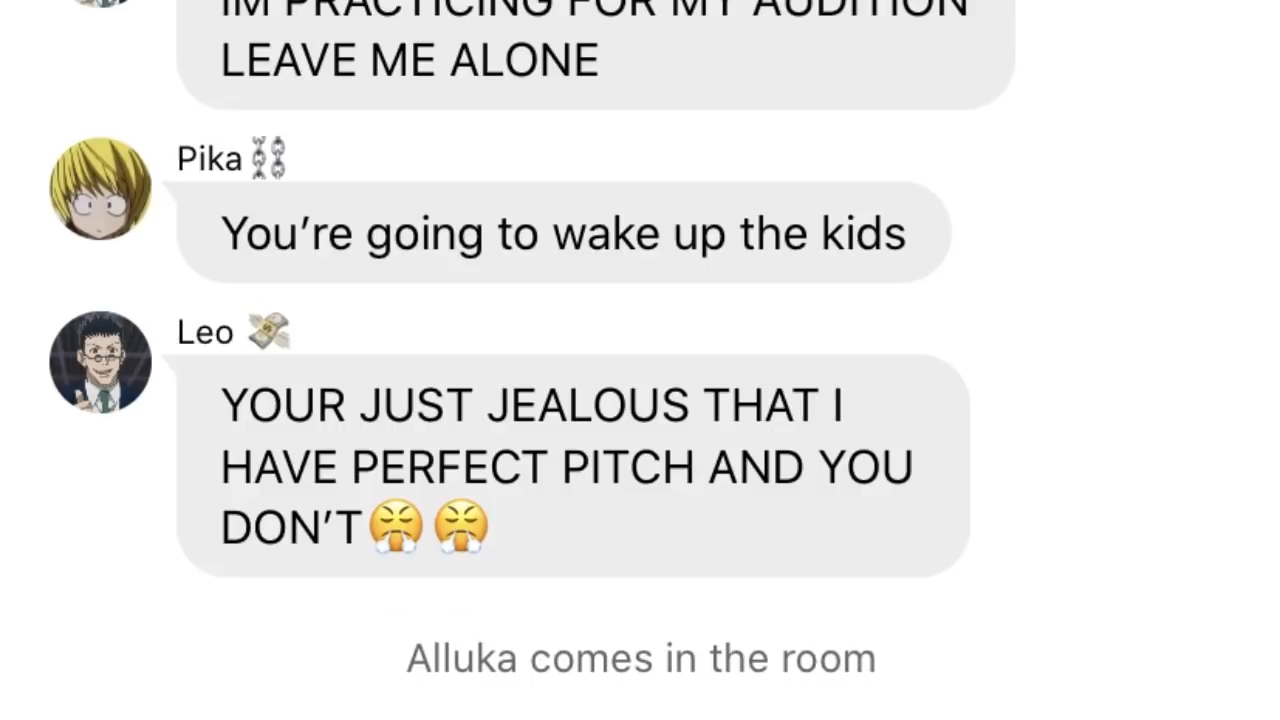 IM PRACTICING FOR MY AUDITION
LEAVE ME ALONE
Pika ⛓️
You're going to wake up the kids
Leo 💸
YOUR JUST JEALOUS THAT I
HAVE PERFECT PITCH AND YOU
DON'T😤😤
Alluka comes in the room